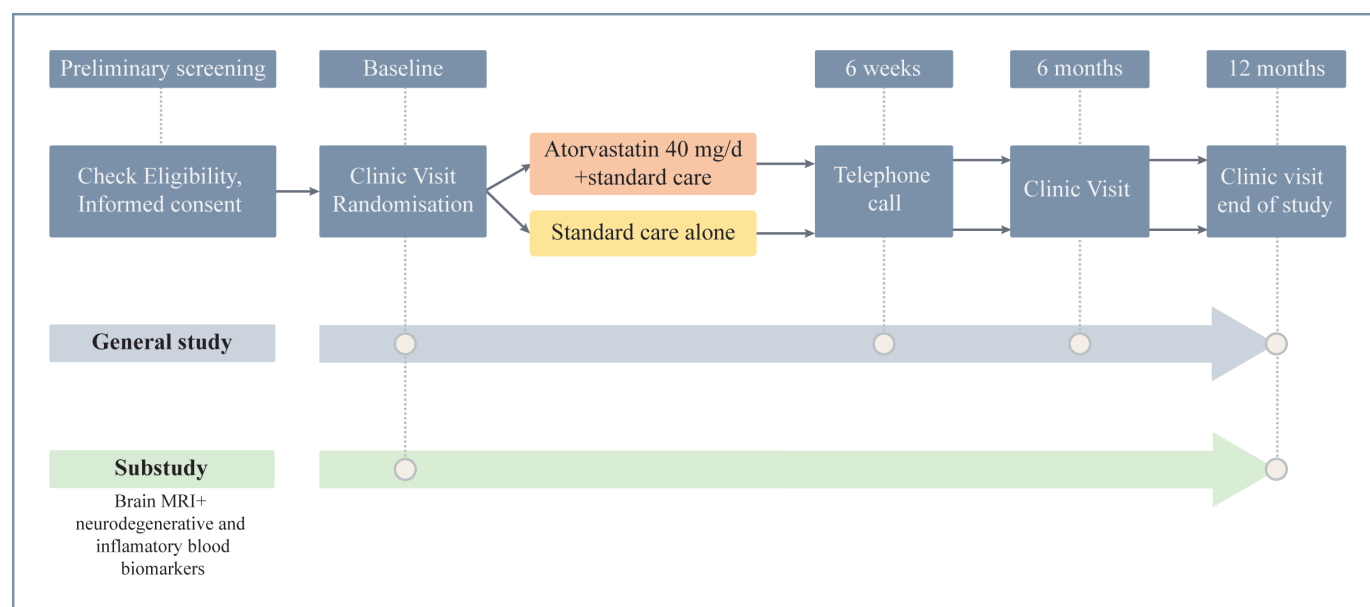 Preliminary screening
Baseline
6 weeks
6 months
12 months
Check Eligibility,
Informed consent
Clinic Visit
Randomisation
Atorvastatin 40 mg/d
+standard care
Standard care alone
Telephone
call
Clinic Visit
Clinic visit
end of study
General study
Substudy
Brain MRI+
neurodegenerative and
inflamatory blood
biomarkers